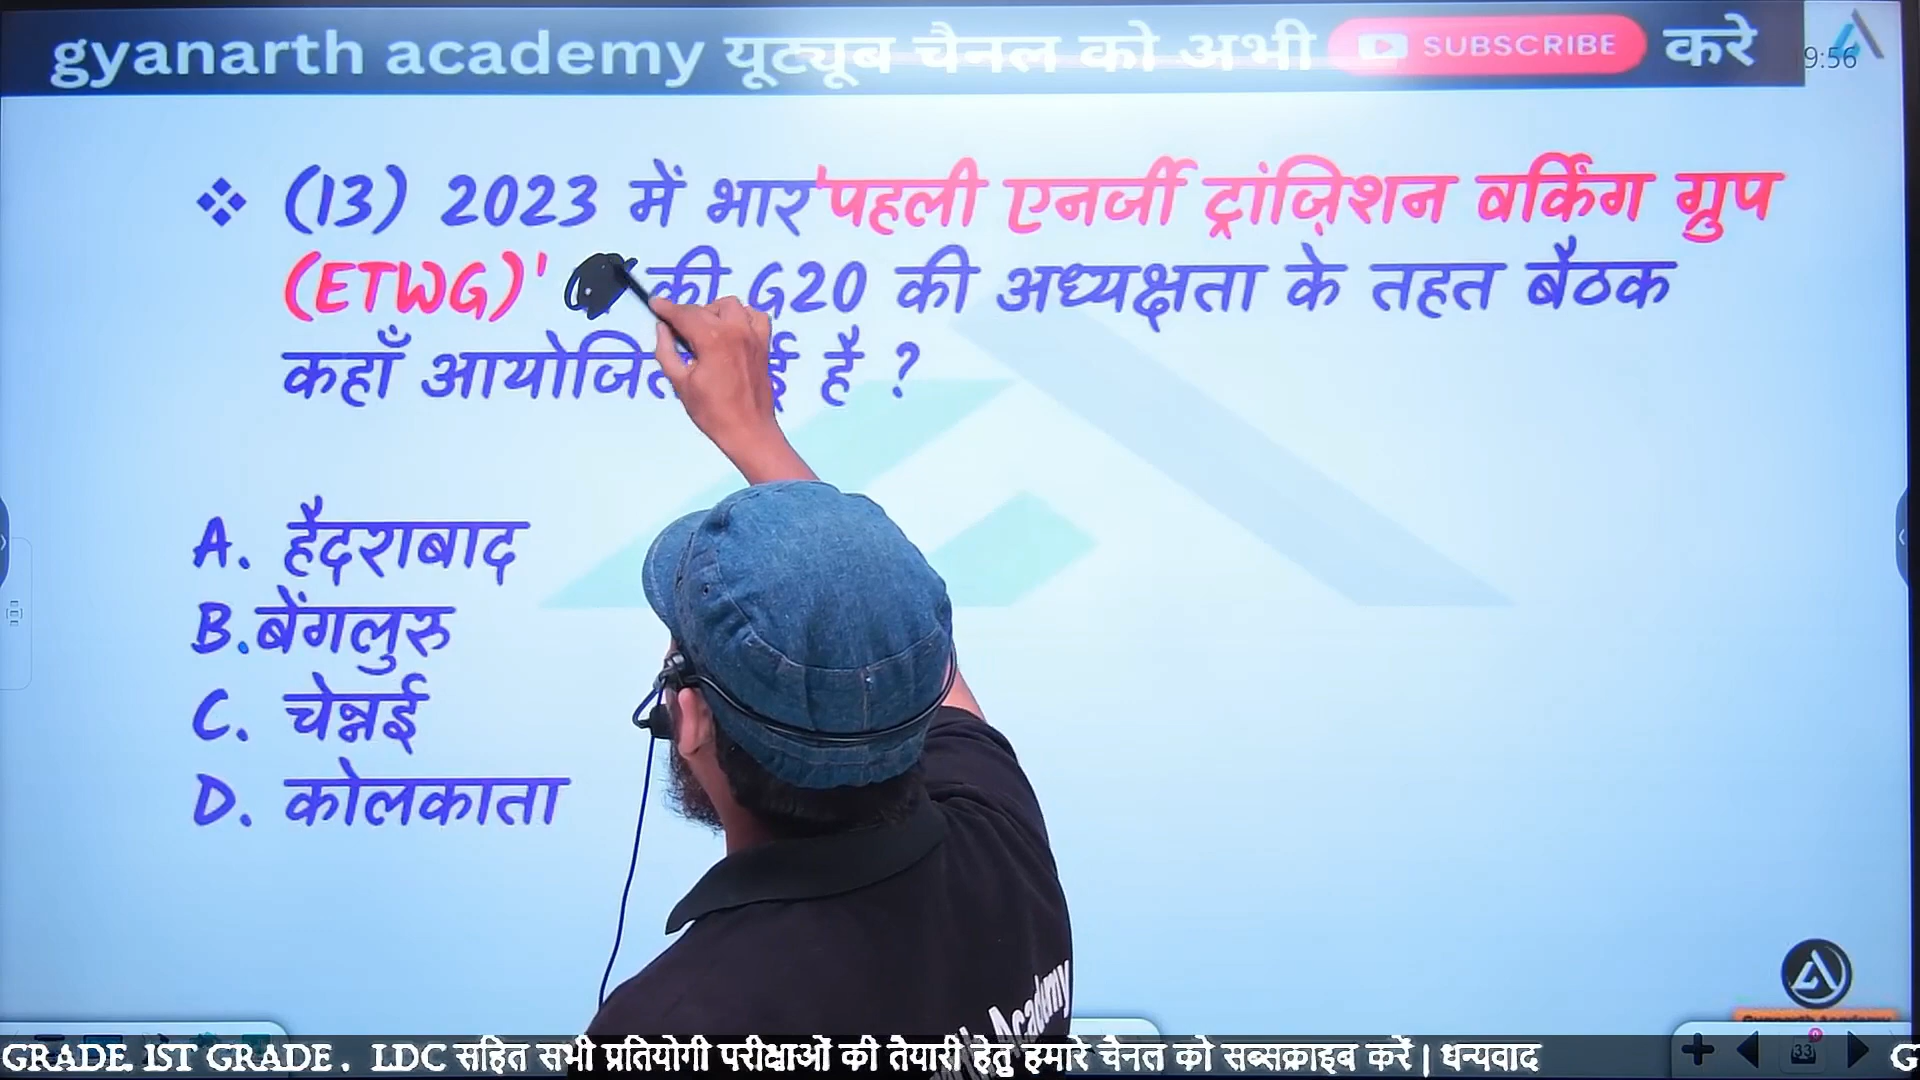 gyanarth academy यूट्यूब चैनल को अभी SUBSCRIBE करे
9:56
(13) 2023 में भार'पहली एनर्जी ट्रांज़िशन वर्किंग ग्रुप
(ETWG)' की G20 की अध्यक्षता के तहत बैठक
कहाँ आयोजित ई है ?
A. हैदराबाद
B. बेंगलुरु
C. चेन्नई
D. कोलकाता
Academy
33
GRADE. 1ST GRADE . LDC सहित सभी प्रतियोगी परीक्षाओं की तैयारी हेतु हमारे चैनल को सब्सक्राइब करें | धन्यवाद G